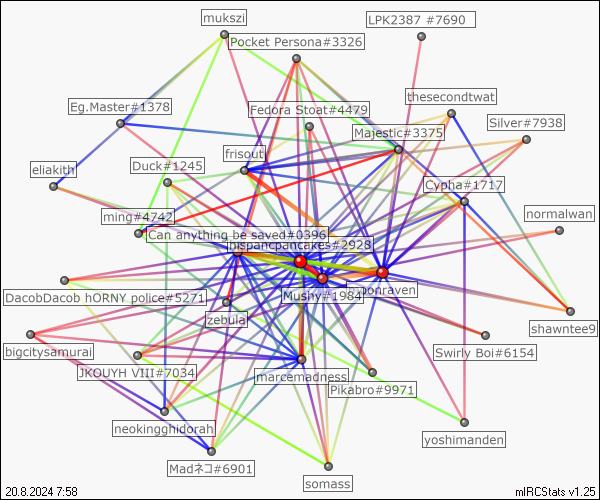 mukszi
LPK2387 #7690
Pocket Persona#3326
Eg.Master#1378
Fedora Stoat#4479
thesecondtwat
Silver#7938
Majestic#3375
frisout
Duck#1245
eliakith
Cypha#1717
ming#4742
normalwan
Can anything be saved#0396
hispancpancakes#2928
DacobDacob hORNY police#5271
Mushy#1984
zebula
shawntee9
bigcitysamurai
Swirly Boi#6154
JKOUYH VIII#7034
marcemadness
Pikabro#9971
neokingghidorah
yoshimanden
Madネコ#6901
somass
20.8.2024 7:58
mIRCStats v1.25